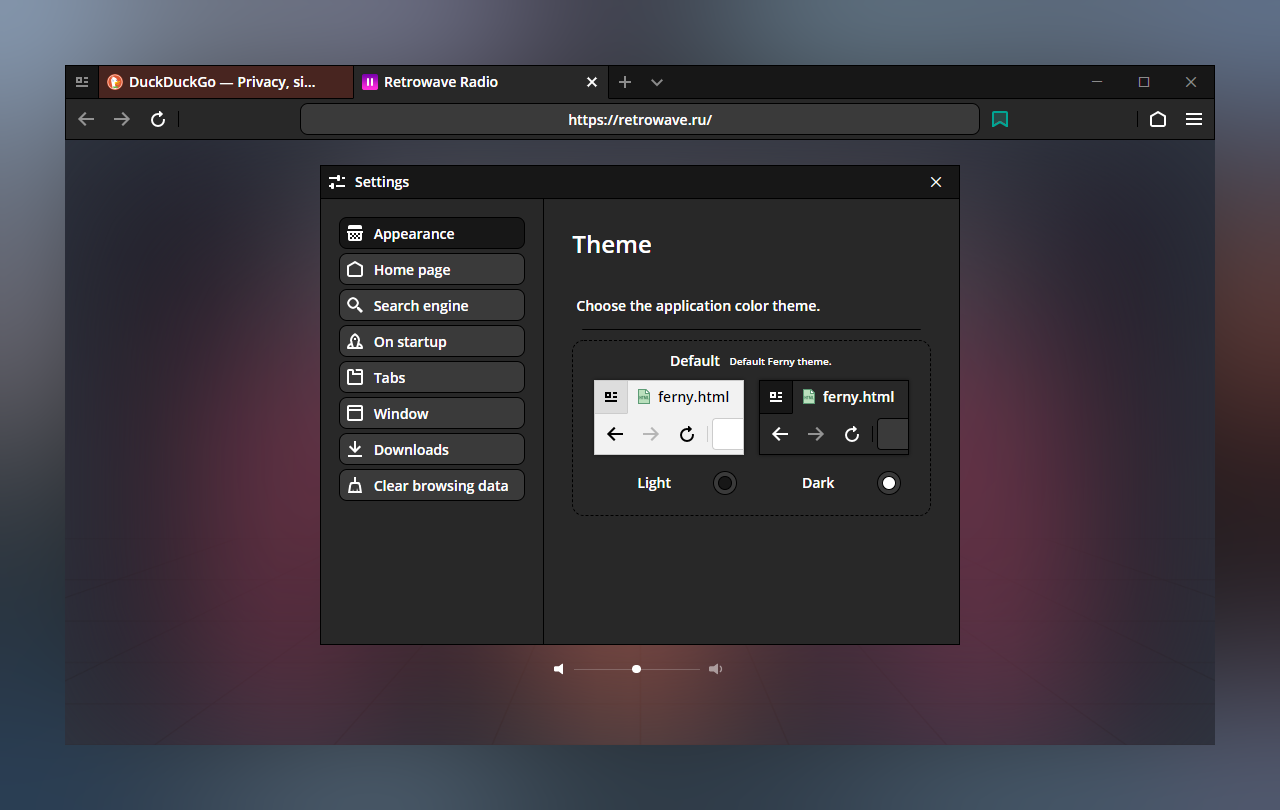 DuckDuckGo — Privacy, si...
Retrowave Radio
https://retrowave.ru/
Settings
Appearance
Home page
Search engine
On startup
Tabs
Window
Downloads
Clear browsing data
Theme
Choose the application color theme.
Default Default Ferny theme.
ferny.html
ferny.html
Light
Dark